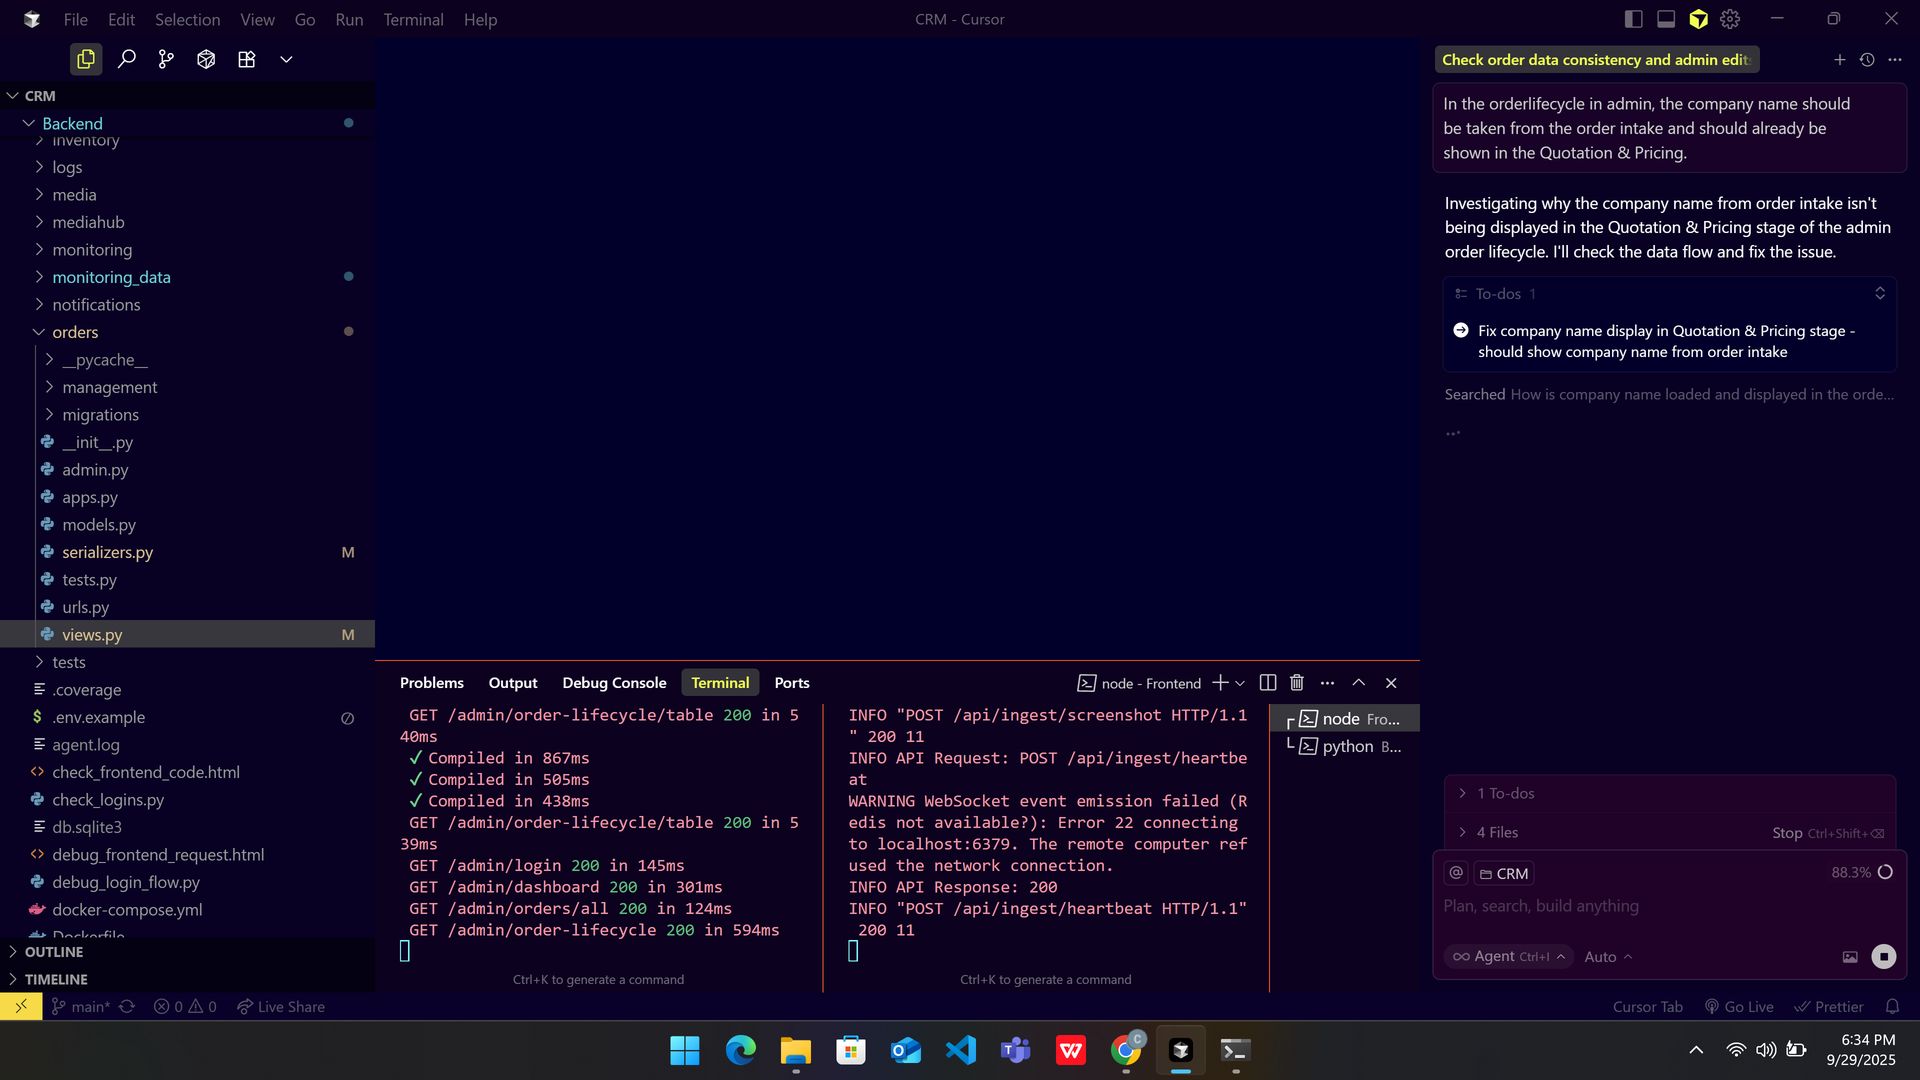 File Edit Selection View Go Run Terminal Help
CRM - Cursor
CRM
Backend
inventory
logs
media
mediahub
monitoring
monitoring_data
notifications
orders
__pycache__
management
migrations
__init__.py
admin.py
apps.py
models.py
serializers.py M
tests.py
urls.py
views.py M
tests
.coverage
.env.example
agent.log
check_frontend_code.html
check_logins.py
db.sqlite3
debug_frontend_request.html
debug_login_flow.py
docker-compose.yml
Dockerfile
OUTLINE
TIMELINE
Problems Output Debug Console Terminal Ports
node - Frontend
GET /admin/order-lifecycle/table 200 in 5
40ms
✓ Compiled in 867ms
✓ Compiled in 505ms
✓ Compiled in 438ms
GET /admin/order-lifecycle/table 200 in 5
39ms
GET /admin/login 200 in 145ms
GET /admin/dashboard 200 in 301ms
GET /admin/orders/all 200 in 124ms
GET /admin/order-lifecycle 200 in 594ms
Ctrl+K to generate a command
INFO "POST /api/ingest/screenshot HTTP/1.1
" 200 11
INFO API Request: POST /api/ingest/heartbe
at
WARNING WebSocket event emission failed (R
edis not available?): Error 22 connecting
to localhost:6379. The remote computer ref
used the network connection.
INFO API Response: 200
INFO "POST /api/ingest/heartbeat HTTP/1.1"
200 11
Ctrl+K to generate a command
node Fro...
python B...
Check order data consistency and admin edit
In the orderlifecycle in admin, the company name should
be taken from the order intake and should already be
shown in the Quotation & Pricing.
Investigating why the company name from order intake isn't
being displayed in the Quotation & Pricing stage of the admin
order lifecycle. I'll check the data flow and fix the issue.
To-dos 1
Fix company name display in Quotation & Pricing stage -
should show company name from order intake
Searched How is company name loaded and displayed in the orde...
1 To-dos
4 Files Stop Ctrl+Shift+⌫
@ CRM 88.3%
Plan, search, build anything
Agent Ctrl+I Auto
main* 0 0 Live Share
Cursor Tab Go Live Prettier
6:34 PM
9/29/2025